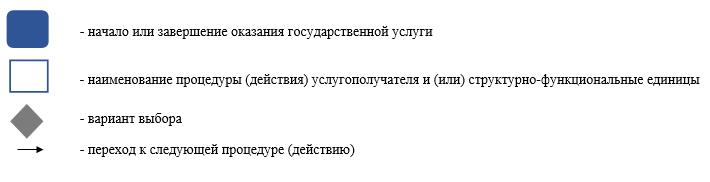 - начало или завершение оказания государственной услуги
- наименование процедуры (действия) услугополучателя и (или) структурно-функциональные единицы
- вариант выбора
- переход к следующей процедуре (действию)